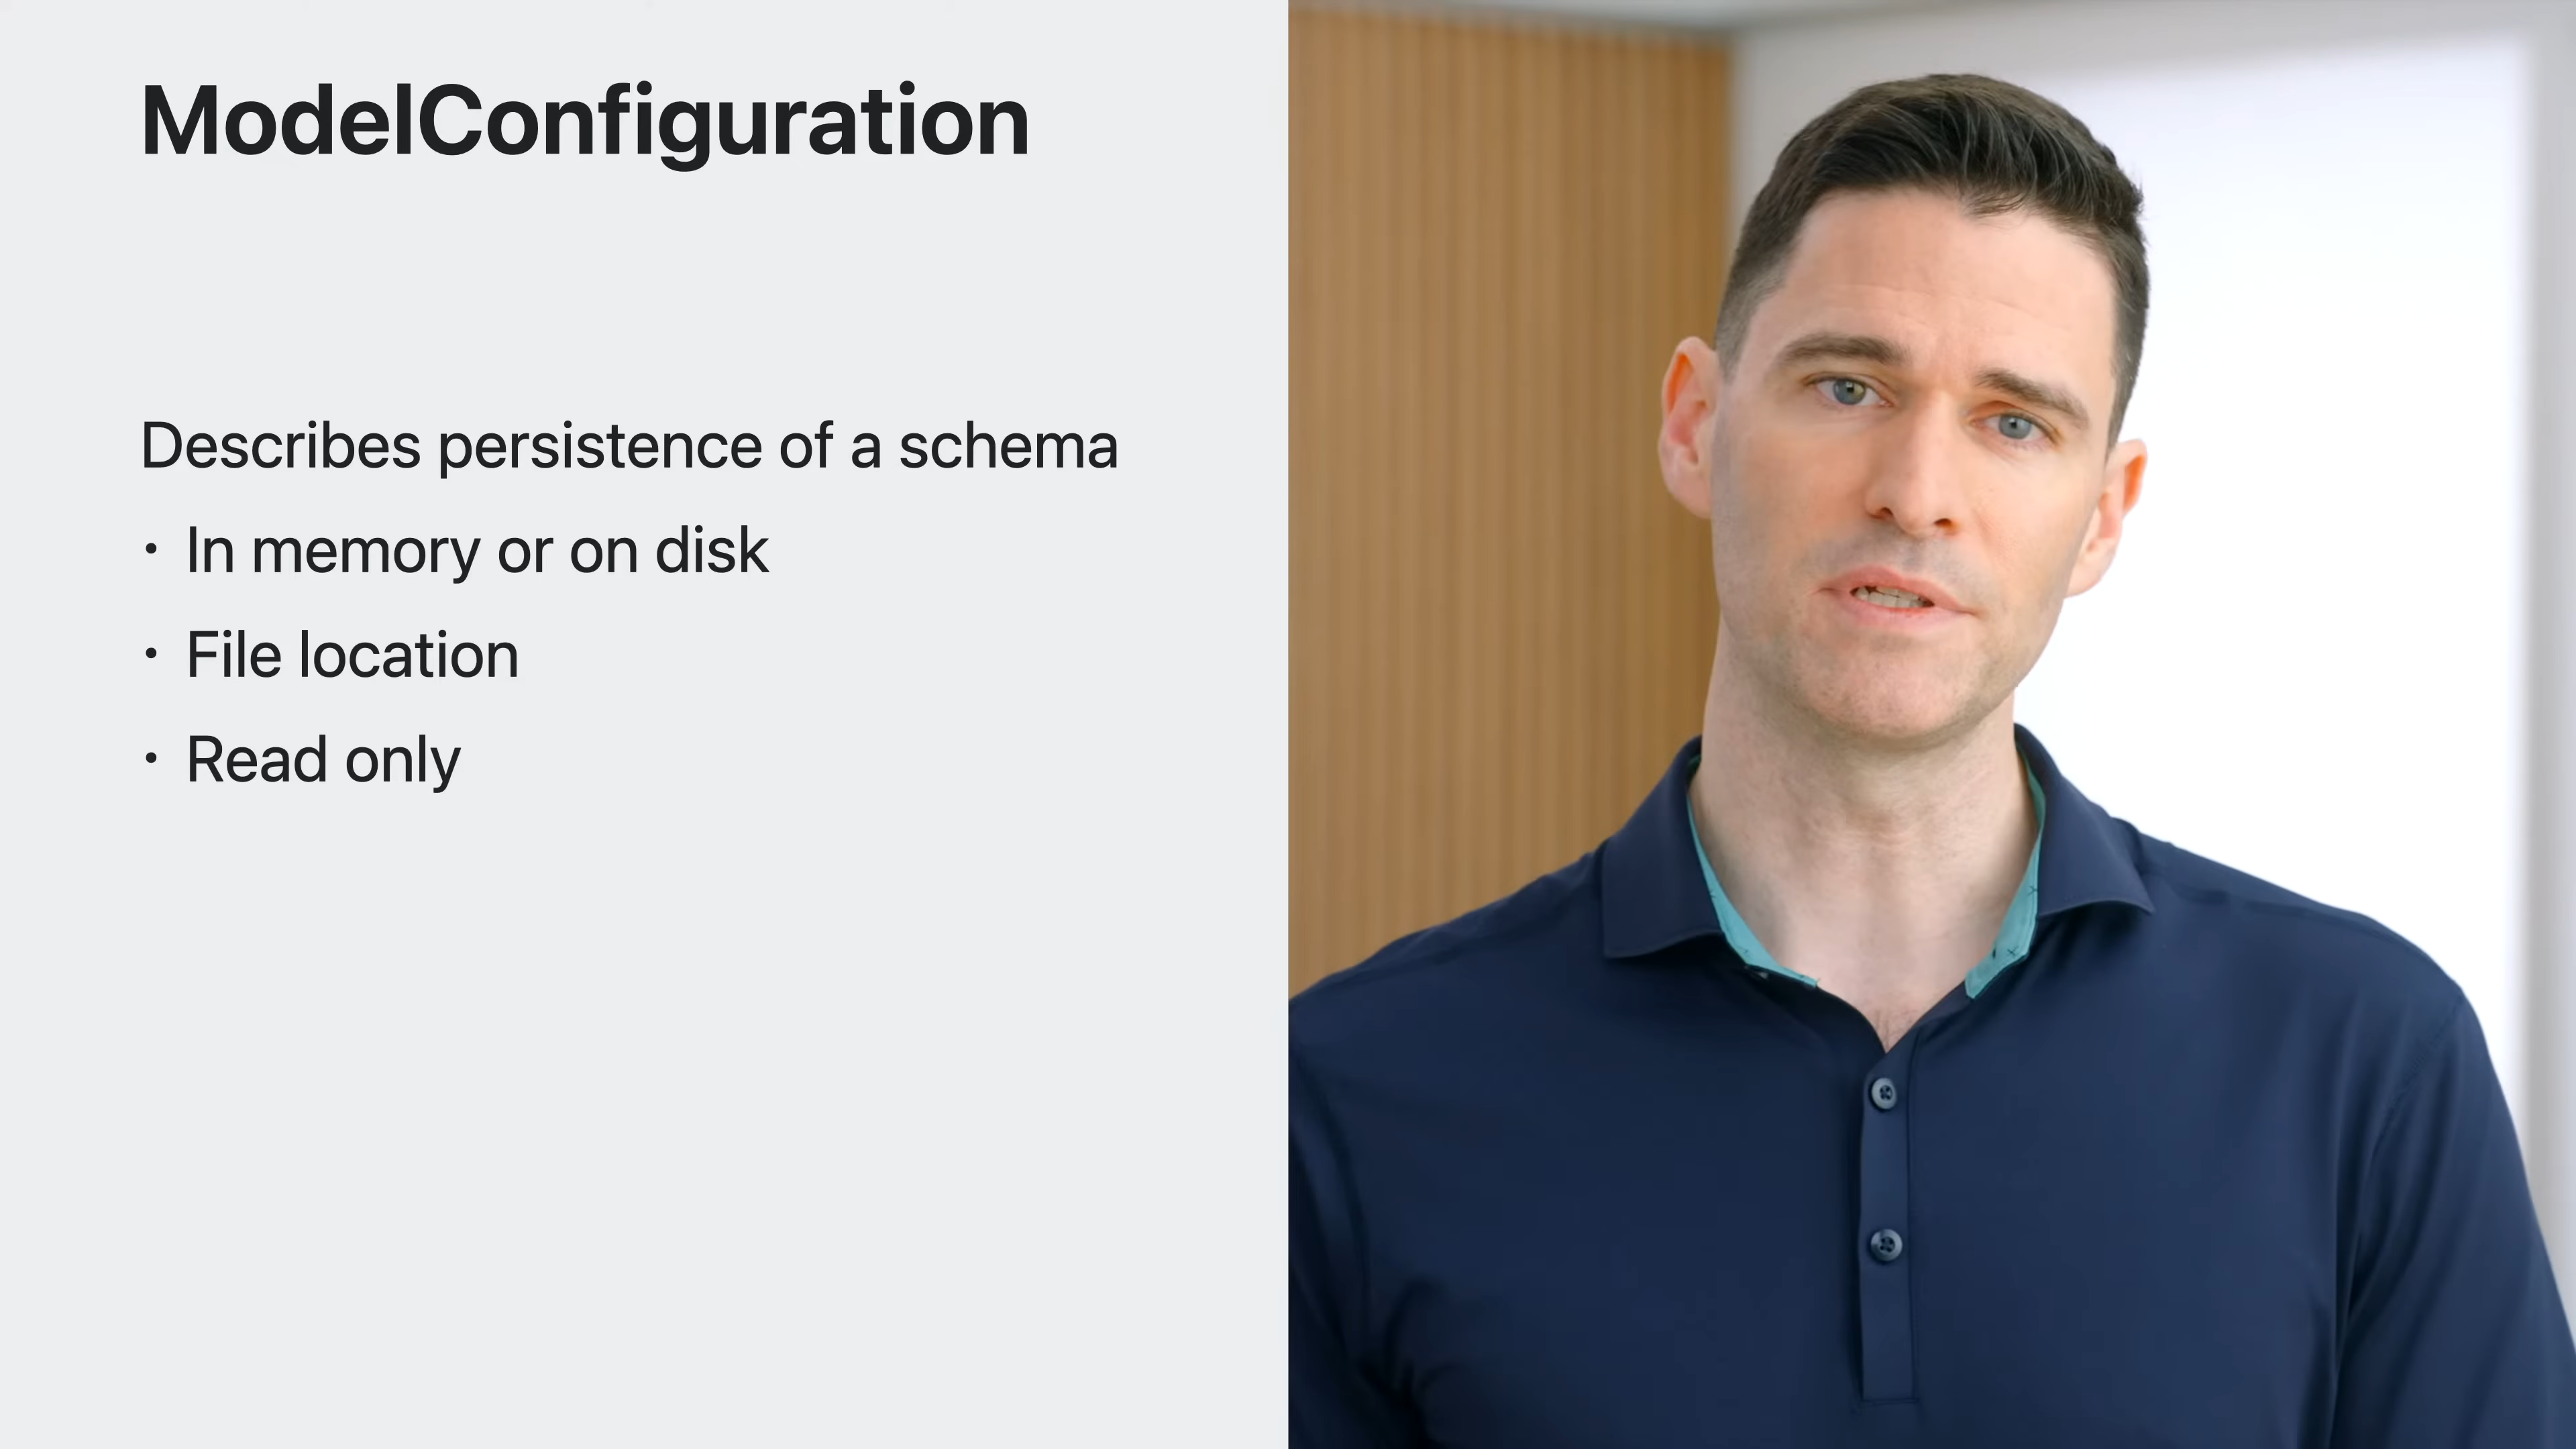 ModelConfiguration
Describes persistence of a schema
• In memory or on disk
• File location
• Read only